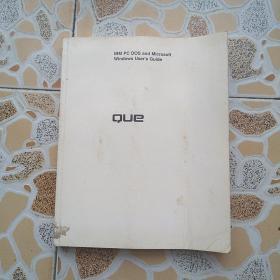 IBM PC DOS and Microsoft
Windows User's Guide
que